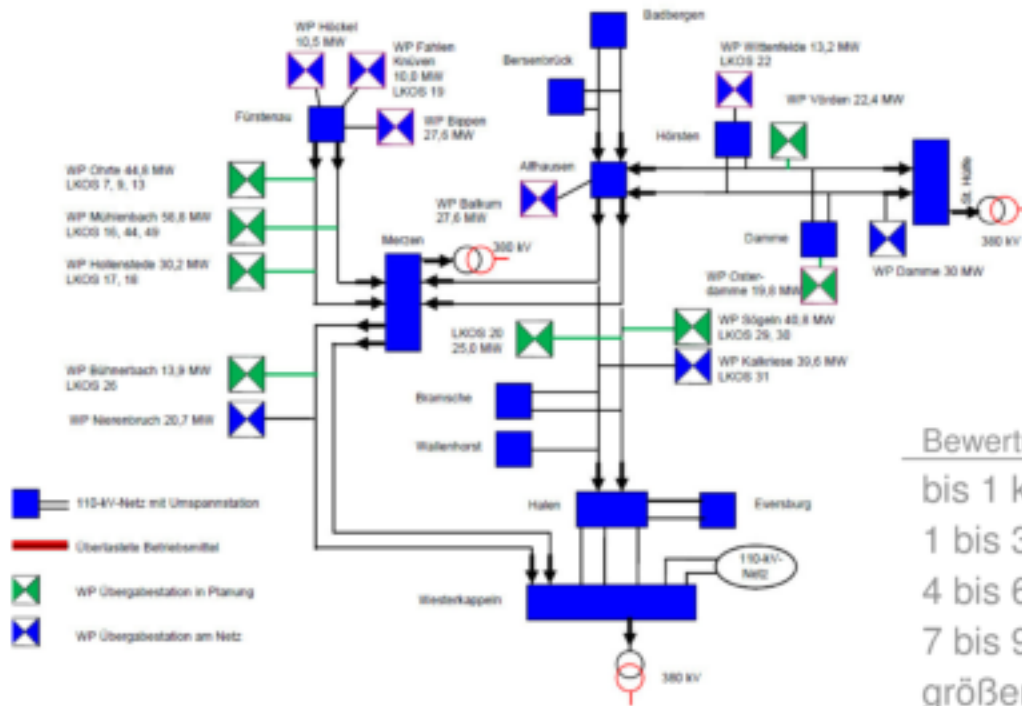 Badbergen
WP Höckel
10,5 MW
WP Fahlen
Knüven
10,0 MW
LKOS 19
Bersenbrück
WP Wittenfelde 13,2 MW
LKOS 22
WP Vörden 22,4 MW
Fürstenau
WP Bippen
27,6 MW
Hörsten
Alfhausen
WP Ohrte 44,8 MW
LKOS 7, 9, 13
St. Hülfe
WP Balkum
27,6 MW
WP Mühlenbach 56,8 MW
LKOS 16, 44, 49
Merzen
380 kV
Damme
380 kV
WP Hollenstede 30,2 MW
LKOS 17, 18
WP Damme 30 MW
WP Oster-
damme 19,8 MW
LKOS 20
25,0 MW
WP Sögeln 40,8 MW
LKOS 29, 30
WP Bühnerbach 13,9 MW
LKOS 26
WP Kalkriese 39,6 MW
LKOS 31
WP Nierenbruch 20,7 MW
Bramsche
Wallenhorst
Bewert
bis 1 k
1 bis 3
4 bis 6
7 bis 9
größer
110-kV-Netz mit Umspannstation
Halen
Eversburg
Überlastete Betriebsmittel
110-kV-
Netz
WP Übergabestation in Planung
Westerkappeln
WP Übergabestation am Netz
380 kV